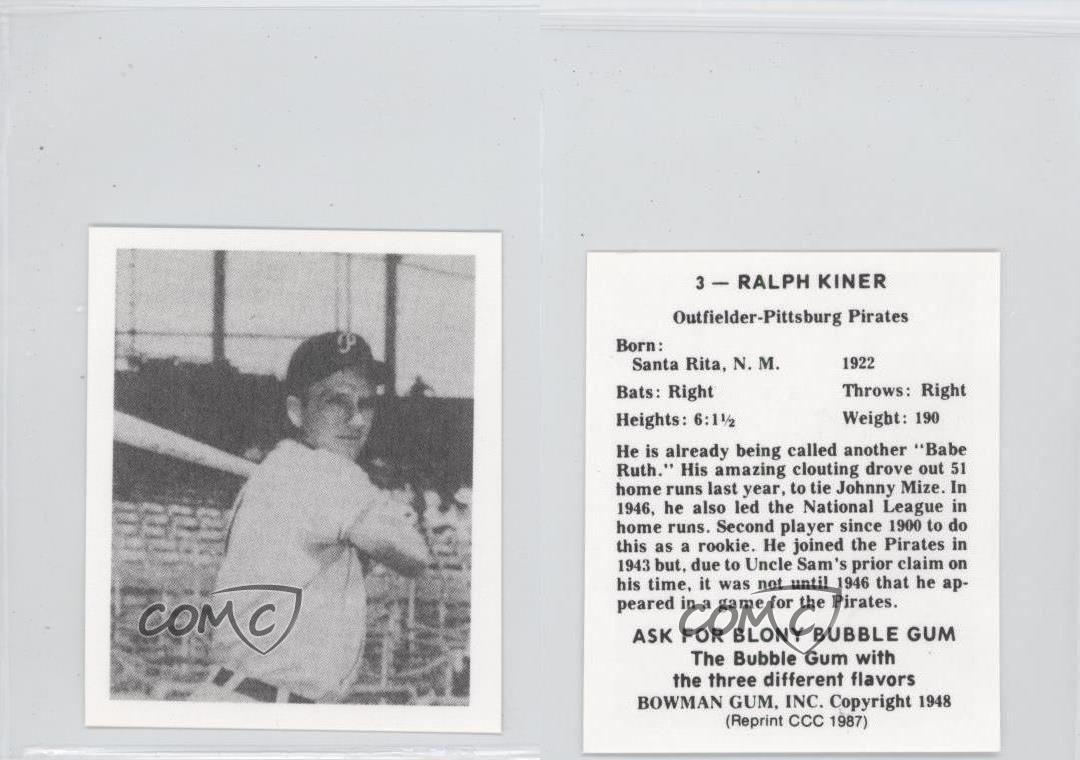 P
COMC
3 — RALPH KINER
Outfielder-Pittsburg Pirates
Born:
Santa Rita, N. M. 1922
Bats: Right Throws: Right
Heights: 6:1½ Weight: 190
He is already being called another "Babe
Ruth." His amazing clouting drove out 51
home runs last year, to tie Johnny Mize. In
1946, he also led the National League in
home runs. Second player since 1900 to do
this as a rookie. He joined the Pirates in
1943 but, due to Uncle Sam's prior claim on
his time, it was not until 1946 that he ap-
peared in a game for the Pirates.
COMC
ASK FOR BLONY BUBBLE GUM
The Bubble Gum with
the three different flavors
BOWMAN GUM, INC. Copyright 1948
(Reprint CCC 1987)